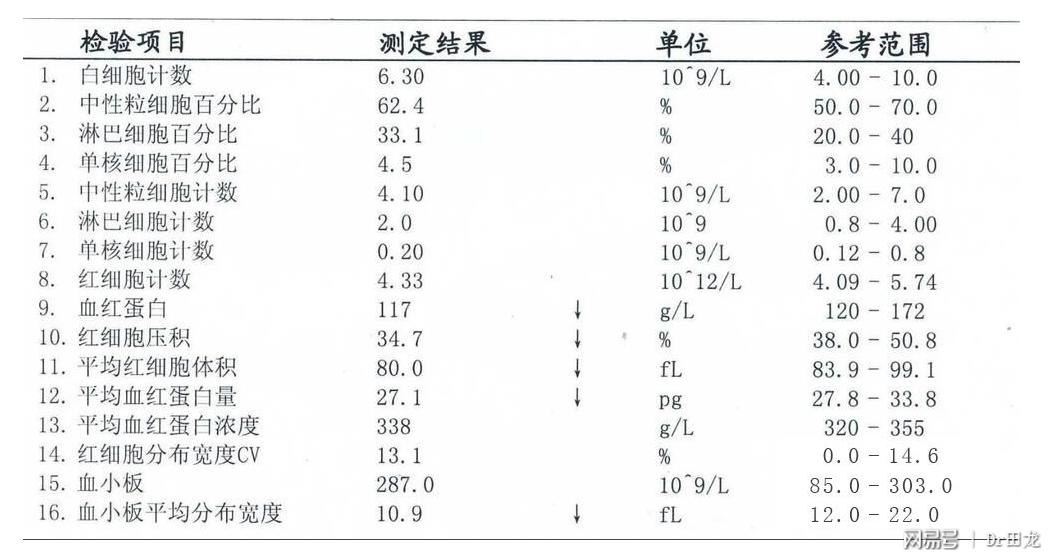 检验项目 测定结果 单位 参考范围
1. 白细胞计数 6.30 10^9/L 4.00 - 10.0
2. 中性粒细胞百分比 62.4 % 50.0 - 70.0
3. 淋巴细胞百分比 33.1 % 20.0 - 40
4. 单核细胞百分比 4.5 % 3.0 - 10.0
5. 中性粒细胞计数 4.10 10^9/L 2.00 - 7.0
6. 淋巴细胞计数 2.0 10^9 0.8 - 4.00
7. 单核细胞计数 0.20 10^9/L 0.12 - 0.8
8. 红细胞计数 4.33 10^12/L 4.09 - 5.74
9. 血红蛋白 117 ↓ g/L 120 - 172
10. 红细胞压积 34.7 ↓ % 38.0 - 50.8
11. 平均红细胞体积 80.0 ↓ fL 83.9 - 99.1
12. 平均血红蛋白量 27.1 ↓ pg 27.8 - 33.8
13. 平均血红蛋白浓度 338 g/L 320 - 355
14. 红细胞分布宽度CV 13.1 % 0.0 - 14.6
15. 血小板 287.0 10^9/L 85.0 - 303.0
16. 血小板平均分布宽度 10.9 ↓ fL 12.0 - 22.0
网易号 | Dr田龙